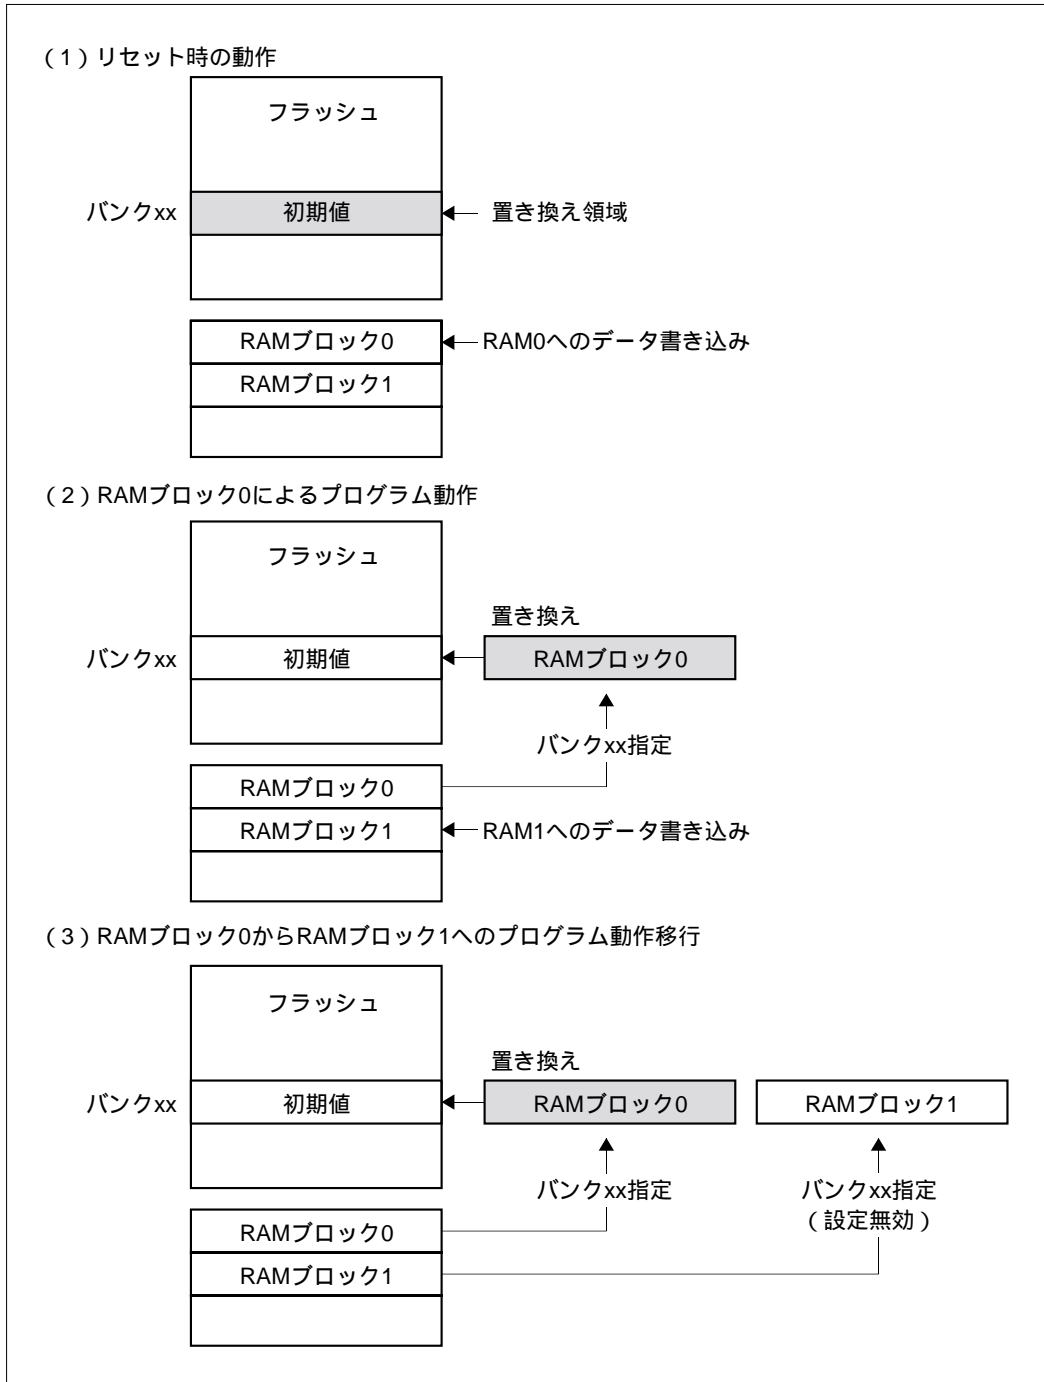 （1）リセット時の動作
フラッシュ
バンクxx
初期値
置き換え領域
RAMブロック0
RAM0へのデータ書き込み
RAMブロック1
（2）RAMブロック0によるプログラム動作
フラッシュ
置き換え
バンクxx
初期値
RAMブロック0
バンクxx指定
RAMブロック0
RAMブロック1
RAM1へのデータ書き込み
（3）RAMブロック0からRAMブロック1へのプログラム動作移行
フラッシュ
置き換え
バンクxx
初期値
RAMブロック0
RAMブロック1
バンクxx指定
バンクxx指定
（設定無効）
RAMブロック0
RAMブロック1